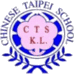 CHINESE TAIPEI SCHOOL
C T S
K.L.